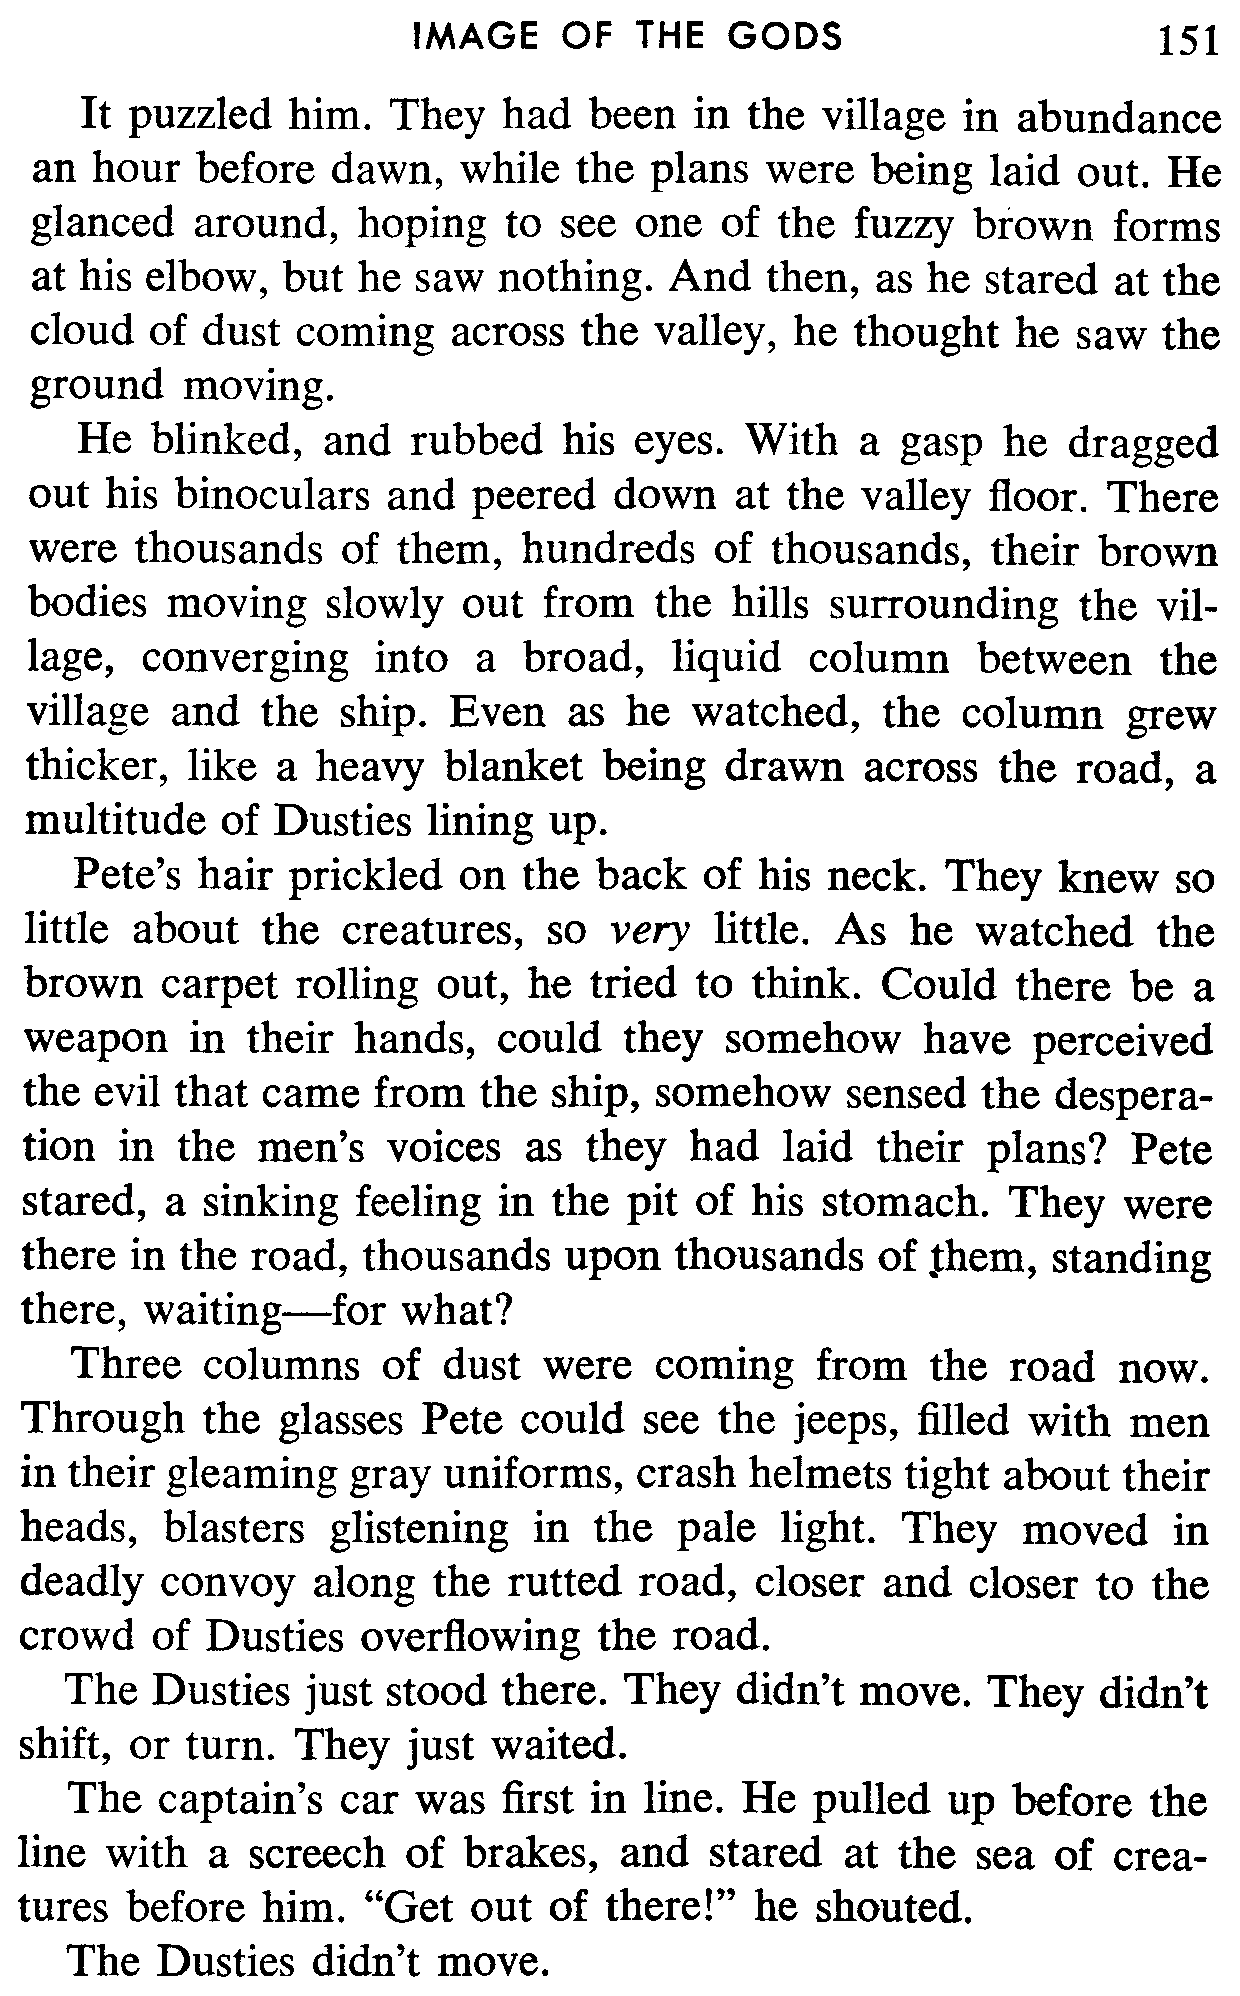 IMAGE OF THE GODS 151
It puzzled him. They had been in the village in abundance
an hour before dawn, while the plans were being laid out. He
glanced around, hoping to see one of the fuzzy brown forms
at his elbow, but he saw nothing. And then, as he stared at the
cloud of dust coming across the valley, he thought he saw the
ground moving.
He blinked, and rubbed his eyes. With a gasp he dragged
out his binoculars and peered down at the valley floor. There
were thousands of them, hundreds of thousands, their brown
bodies moving slowly out from the hills surrounding the vil-
lage, converging into a broad, liquid column between the
village and the ship. Even as he watched, the column grew
thicker, like a heavy blanket being drawn across the road, a
multitude of Dusties lining up.
Pete's hair prickled on the back of his neck. They knew so
little about the creatures, so very little. As he watched the
brown carpet rolling out, he tried to think. Could there be a
weapon in their hands, could they somehow have perceived
the evil that came from the ship, somehow sensed the despera-
tion in the men's voices as they had laid their plans? Pete
stared, a sinking feeling in the pit of his stomach. They were
there in the road, thousands upon thousands of them, standing
there, waiting—for what?
Three columns of dust were coming from the road now.
Through the glasses Pete could see the jeeps, filled with men
in their gleaming gray uniforms, crash helmets tight about their
heads, blasters glistening in the pale light. They moved in
deadly convoy along the rutted road, closer and closer to the
crowd of Dusties overflowing the road.
The Dusties just stood there. They didn't move. They didn't
shift, or turn. They just waited.
The captain's car was first in line. He pulled up before the
line with a screech of brakes, and stared at the sea of crea-
tures before him. “Get out of there!” he shouted.
The Dusties didn't move.